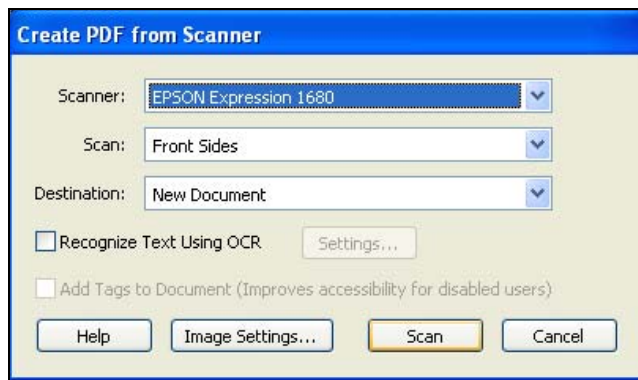 Create PDF from Scanner
Scanner: EPSON Expression 1680
Scan: Front Sides
Destination: New Document
Recognize Text Using OCR Settings...
Add Tags to Document (Improves accessibility for disabled users)
Help Image Settings... Scan Cancel